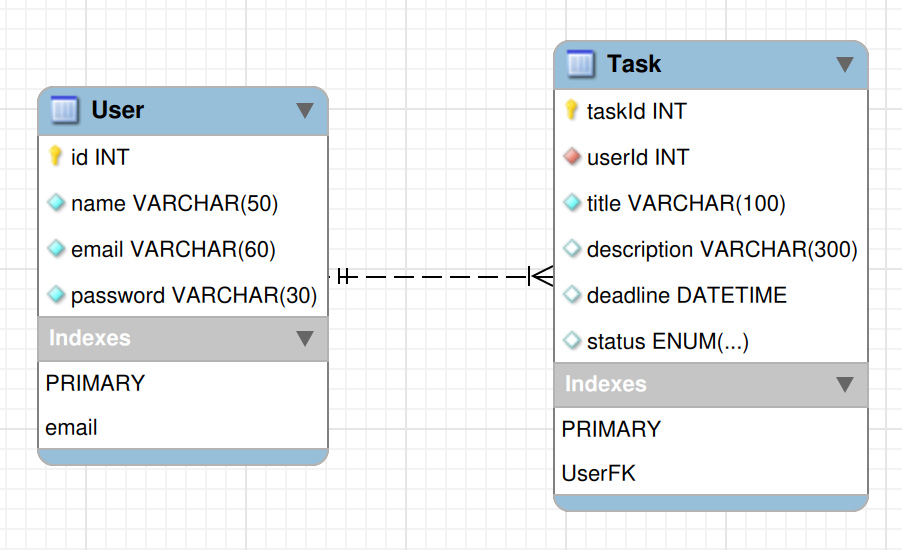 User
id INT
name VARCHAR(50)
email VARCHAR(60)
password VARCHAR(30)
Indexes
PRIMARY
email
Task
taskId INT
userId INT
title VARCHAR(100)
description VARCHAR(300)
deadline DATETIME
status ENUM(...)
Indexes
PRIMARY
UserFK